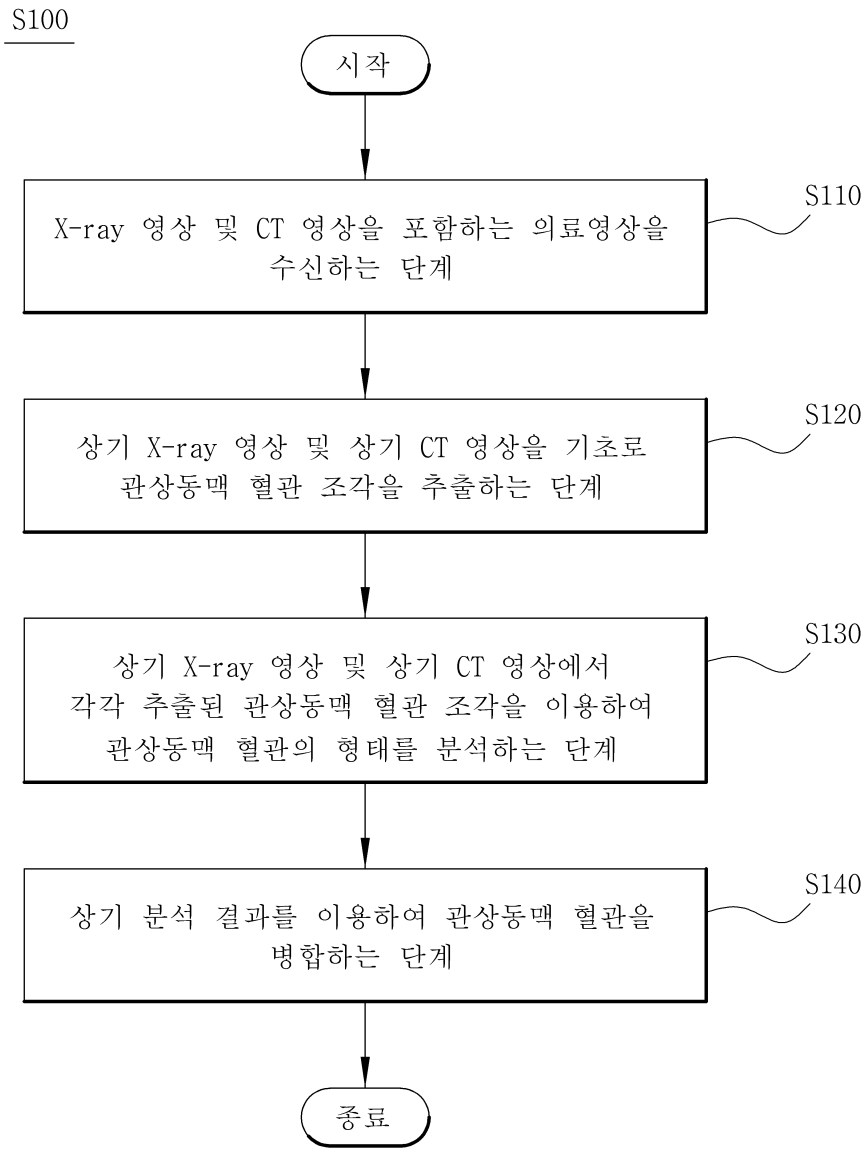 S100
시작
S110
X-ray 영상 및 CT 영상을 포함하는 의료영상을
수신하는 단계
S120
상기 X-ray 영상 및 상기 CT 영상을 기초로
관상동맥 혈관 조각을 추출하는 단계
S130
상기 X-ray 영상 및 상기 CT 영상에서
각각 추출된 관상동맥 혈관 조각을 이용하여
관상동맥 혈관의 형태를 분석하는 단계
S140
상기 분석 결과를 이용하여 관상동맥 혈관을
병합하는 단계
종료